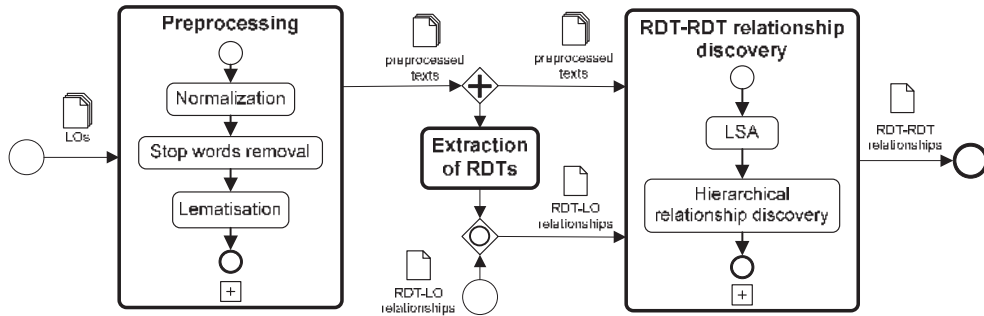 LOs
Preprocessing
Normalization
Stop words removal
Lematisation
preprocessed
texts
Extraction
of RDTs
RDT-LO
relationships
preprocessed
texts
RDT-LO
relationships
RDT-RDT relationship
discovery
LSA
Hierarchical
relationship discovery
RDT-RDT
relationships